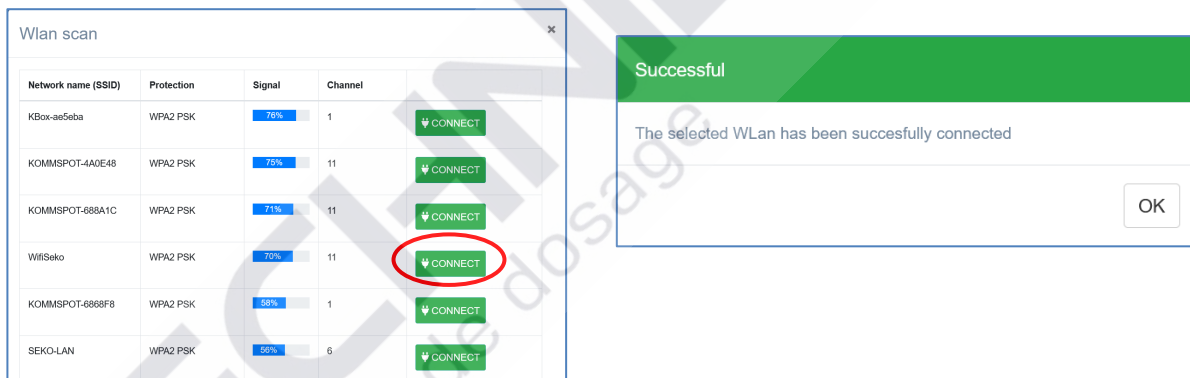 Wlan scan
×
Network name (SSID) Protection Signal Channel
KBox-ae5eba WPA2 PSK 76% 1 CONNECT
KOMMSPOT-4A0E48 WPA2 PSK 75% 11 CONNECT
KOMMSPOT-688A1C WPA2 PSK 71% 11 CONNECT
WifiSeko WPA2 PSK 70% 11 CONNECT
KOMMSPOT-6868F8 WPA2 PSK 58% 1 CONNECT
SEKO-LAN WPA2 PSK 56% 6 CONNECT
Successful
The selected WLan has been succesfully connected
OK
de dosage